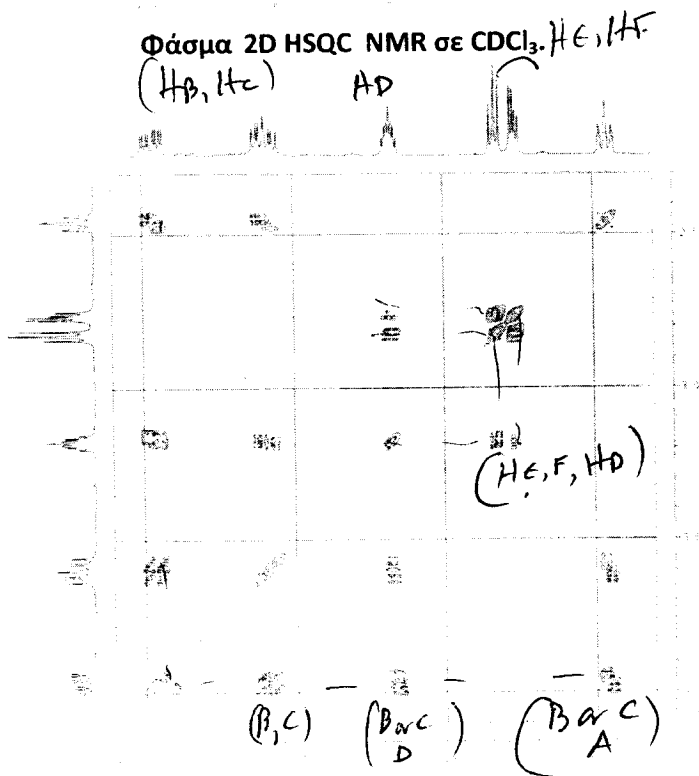 Φάσμα 2D HSQC NMR σε CDCl₃. HE, HF
(HB, HC) HD
(HE, F, HD)
(B, C) (B or C D) (B or C A)